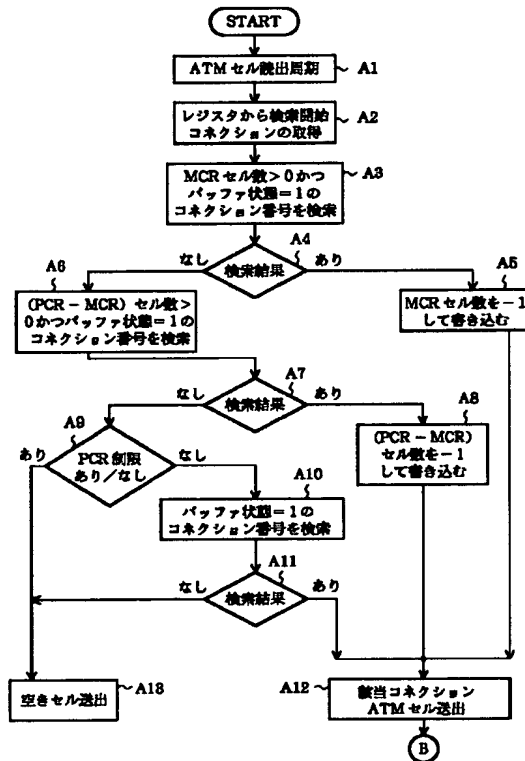 START
ATMセル読出周期
A1
レジスタから検索開始
コネクションの取得
A2
MCRセル数>0かつ
バッファ状態=1の
コネクション番号を検索
A3
A4
検索結果
なし
あり
A6
(PCR-MCR)セル数>
0かつバッファ状態=1の
コネクション番号を検索
A5
MCRセル数を-1
して書き込む
A7
検索結果
なし
あり
A8
(PCR-MCR)
セル数を-1
して書き込む
A9
PCR制限
あり/なし
あり
なし
A10
バッファ状態=1の
コネクション番号を検索
A11
検索結果
なし
あり
空きセル送出
A13
A12
該当コネクション
ATMセル送出
B